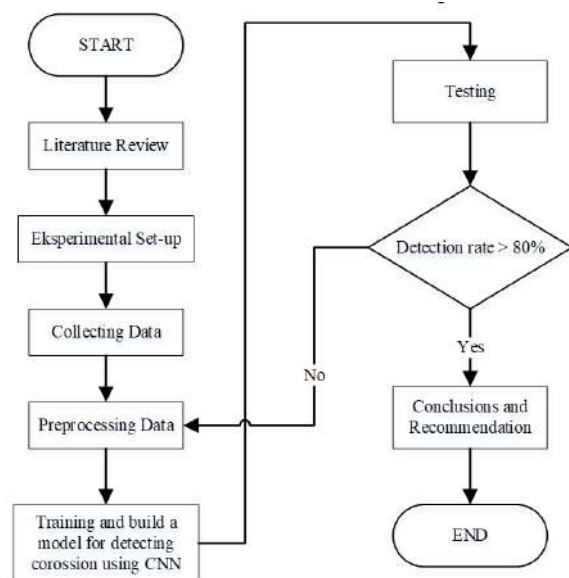 START
Literature Review
Eksperimental Set-up
Collecting Data
Preprocessing Data
Training and build a
model for detecting
corossion using CNN
Testing
Detection rate > 80%
No
Yes
Conclusions and
Recommendation
END